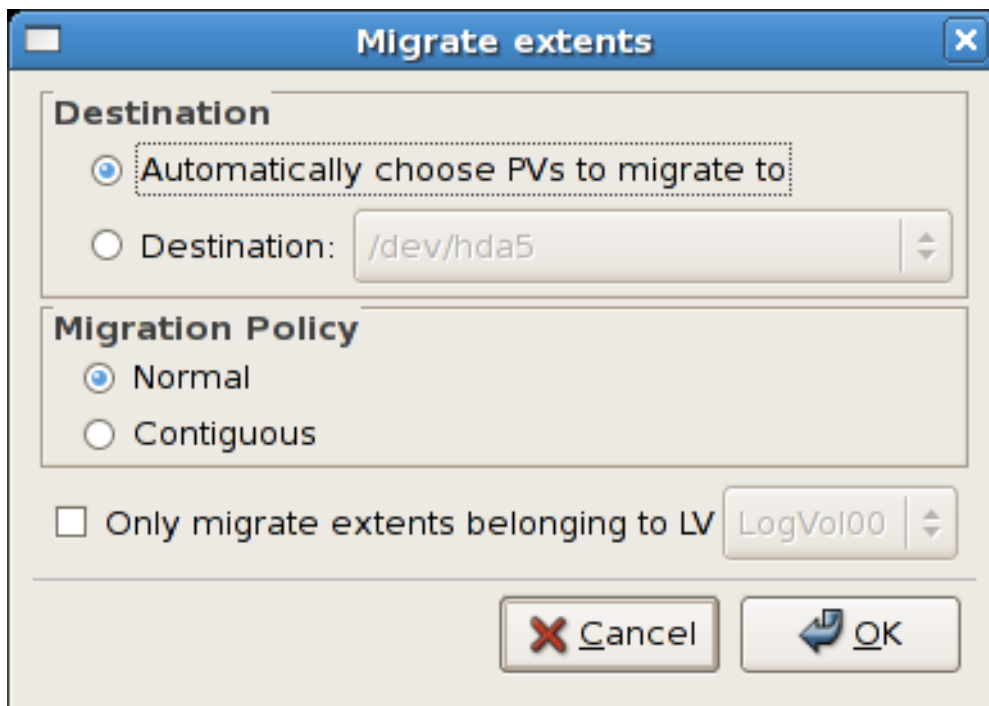 Migrate extents
Destination
Automatically choose PVs to migrate to
Destination: /dev/hda5
Migration Policy
Normal
Contiguous
Only migrate extents belonging to LV LogVol00
Cancel OK